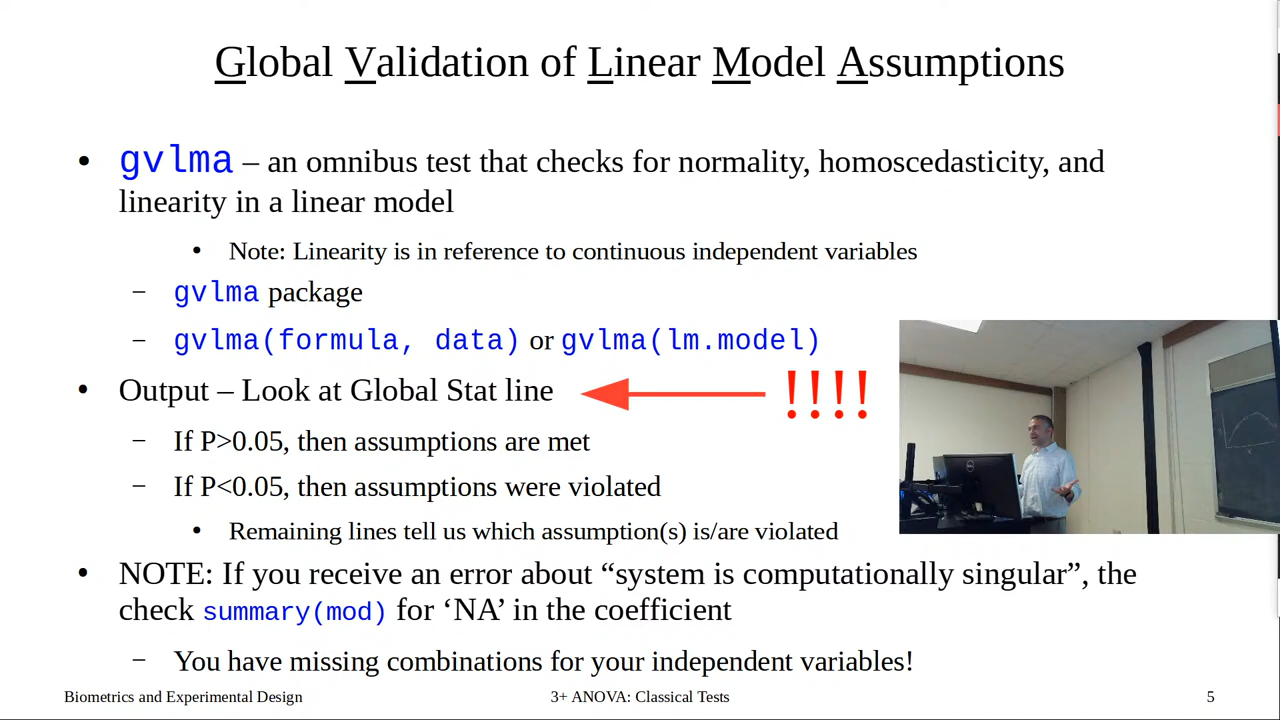 Global Validation of Linear Model Assumptions
• gvlma – an omnibus test that checks for normality, homoscedasticity, and
linearity in a linear model
• Note: Linearity is in reference to continuous independent variables
– gvlma package
– gvlma(formula, data) or gvlma(lm.model)
• Output – Look at Global Stat line
!!!!
– If P>0.05, then assumptions are met
– If P<0.05, then assumptions were violated
• Remaining lines tell us which assumption(s) is/are violated
• NOTE: If you receive an error about “system is computationally singular”, the
check summary(mod) for ‘NA’ in the coefficient
– You have missing combinations for your independent variables!
Biometrics and Experimental Design
3+ ANOVA: Classical Tests
5